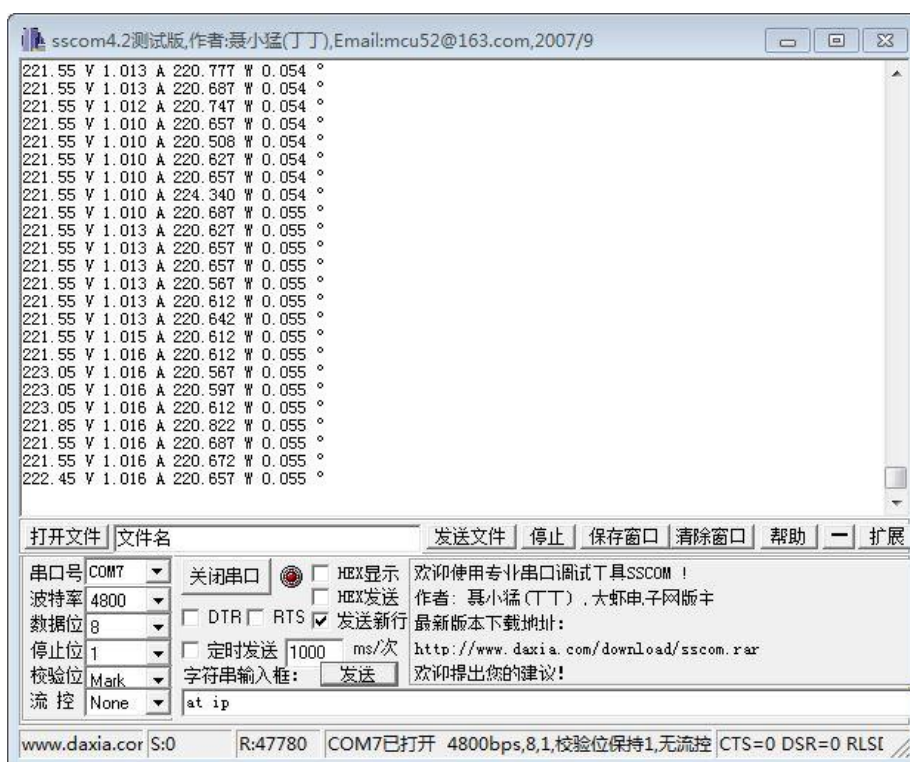 sscom4.2测试版,作者:聂小猛(丁丁),Email:mcu52@163.com,2007/9
221.55 V 1.013 A 220.777 W 0.054 °
221.55 V 1.013 A 220.687 W 0.054 °
221.55 V 1.012 A 220.747 W 0.054 °
221.55 V 1.010 A 220.657 W 0.054 °
221.55 V 1.010 A 220.508 W 0.054 °
221.55 V 1.010 A 220.627 W 0.054 °
221.55 V 1.010 A 220.657 W 0.054 °
221.55 V 1.010 A 224.340 W 0.054 °
221.55 V 1.010 A 220.687 W 0.055 °
221.55 V 1.013 A 220.627 W 0.055 °
221.55 V 1.013 A 220.657 W 0.055 °
221.55 V 1.013 A 220.657 W 0.055 °
221.55 V 1.013 A 220.567 W 0.055 °
221.55 V 1.013 A 220.612 W 0.055 °
221.55 V 1.013 A 220.642 W 0.055 °
221.55 V 1.015 A 220.612 W 0.055 °
221.55 V 1.016 A 220.612 W 0.055 °
223.05 V 1.016 A 220.567 W 0.055 °
223.05 V 1.016 A 220.597 W 0.055 °
223.05 V 1.016 A 220.612 W 0.055 °
221.85 V 1.016 A 220.822 W 0.055 °
221.55 V 1.016 A 220.687 W 0.055 °
221.55 V 1.016 A 220.672 W 0.055 °
222.45 V 1.016 A 220.657 W 0.055 °
打开文件 文件名 发送文件 停止 保存窗口 清除窗口 帮助 — 扩展
串口号 COM7 关闭串口 HEX显示 欢迎使用专业串口调试工具SSCOM !
波特率 4800 HEX发送 作者: 聂小猛(丁丁),大虾电子网版主
数据位 8 DTR RTS 发送新行 最新版本下载地址:
停止位 1 定时发送 1000 ms/次 http://www.daxia.com/download/sscom.rar
校验位 Mark 字符串输入框: 发送 欢迎提出您的建议!
流 控 None at ip
www.daxia.cor S:0 R:47780 COM7已打开 4800bps,8,1,校验位保持1,无流控 CTS=0 DSR=0 RLSI